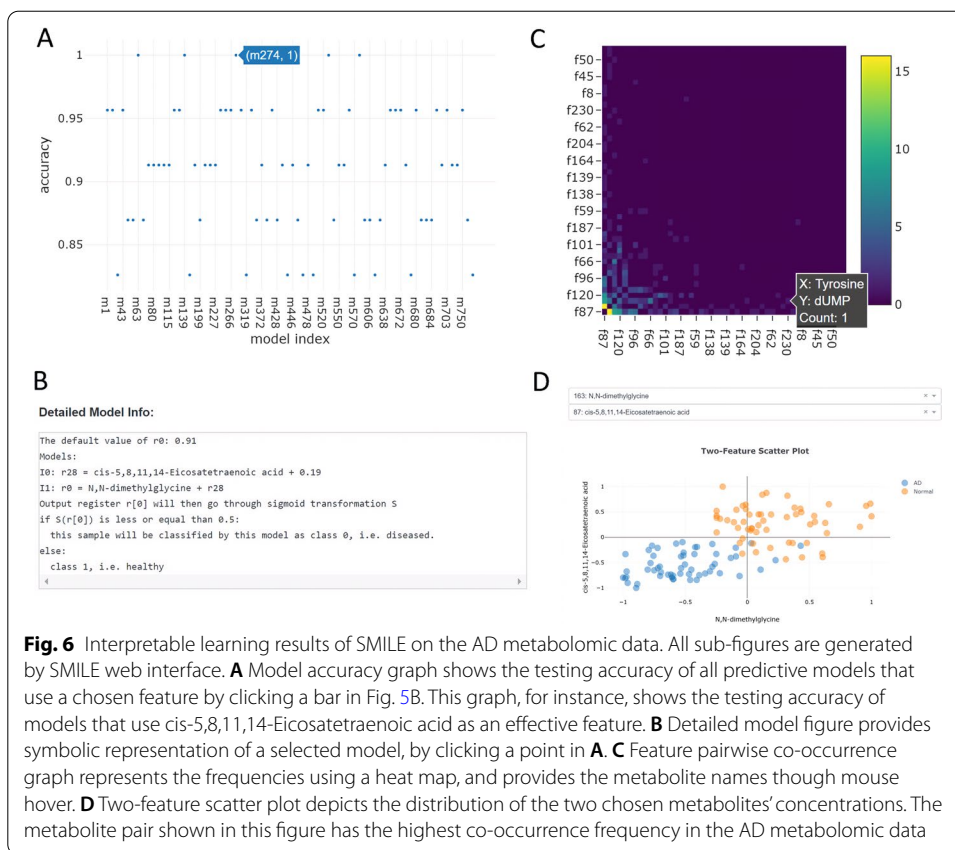 A
1
0.95
0.9
0.85
accuracy
(m274, 1)
m1
m43
m63
m80
m115
m139
m199
m227
m266
m319
m372
m428
m446
m478
m520
m550
m570
m606
m638
m672
m680
m684
m703
m750
model index
C
f50
f45
f8
f230
f62
f204
f164
f139
f138
f59
f187
f101
f66
f96
f120
f87
f87
f120
f96
f66
f101
f187
f59
f138
f139
f164
f204
f62
f230
f8
f45
f50
15
10
5
0
X: Tyrosine
Y: dUMP
Count: 1
B
Detailed Model Info:
The default value of r0: 0.91
Models:
I0: r28 = cis-5,8,11,14-Eicosatetraenoic acid + 0.19
I1: r0 = N,N-dimethylglycine + r28
Output register r[0] will then go through sigmoid transformation S
if S(r[0]) is less or equal than 0.5:
this sample will be classified by this model as class 0, i.e. diseased.
else:
class 1, i.e. healthy
D
163: N,N-dimethylglycine
87: cis-5,8,11,14-Eicosatetraenoic acid
Two-Feature Scatter Plot
AD
Normal
cis-5,8,11,14-Eicosatetraenoic acid
1
0.5
0
−0.5
−1
−1
−0.5
0
0.5
1
N,N-dimethylglycine
Fig. 6 Interpretable learning results of SMILE on the AD metabolomic data. All sub-figures are generated
by SMILE web interface. A Model accuracy graph shows the testing accuracy of all predictive models that
use a chosen feature by clicking a bar in Fig. 5B. This graph, for instance, shows the testing accuracy of
models that use cis-5,8,11,14-Eicosatetraenoic acid as an effective feature. B Detailed model figure provides
symbolic representation of a selected model, by clicking a point in A. C Feature pairwise co-occurrence
graph represents the frequencies using a heat map, and provides the metabolite names though mouse
hover. D Two-feature scatter plot depicts the distribution of the two chosen metabolites' concentrations. The
metabolite pair shown in this figure has the highest co-occurrence frequency in the AD metabolomic data